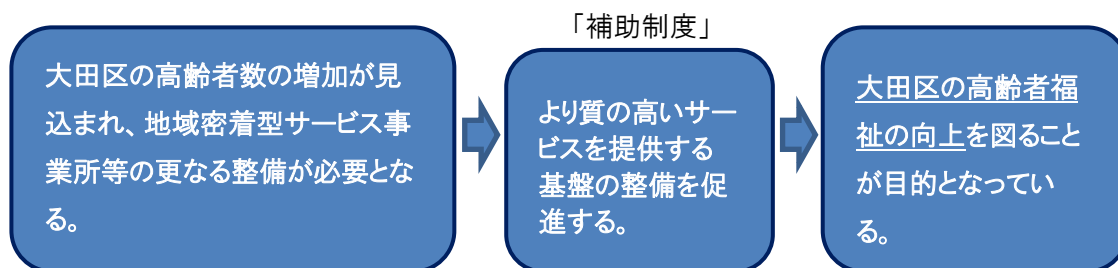 「補助制度」
大田区の高齢者数の増加が見
込まれ、地域密着型サービス事
業所等の更なる整備が必要とな
る。
より質の高いサー
ビスを提供する
基盤の整備を促
進する。
大田区の高齢者福
祉の向上を図ること
が目的となってい
る。